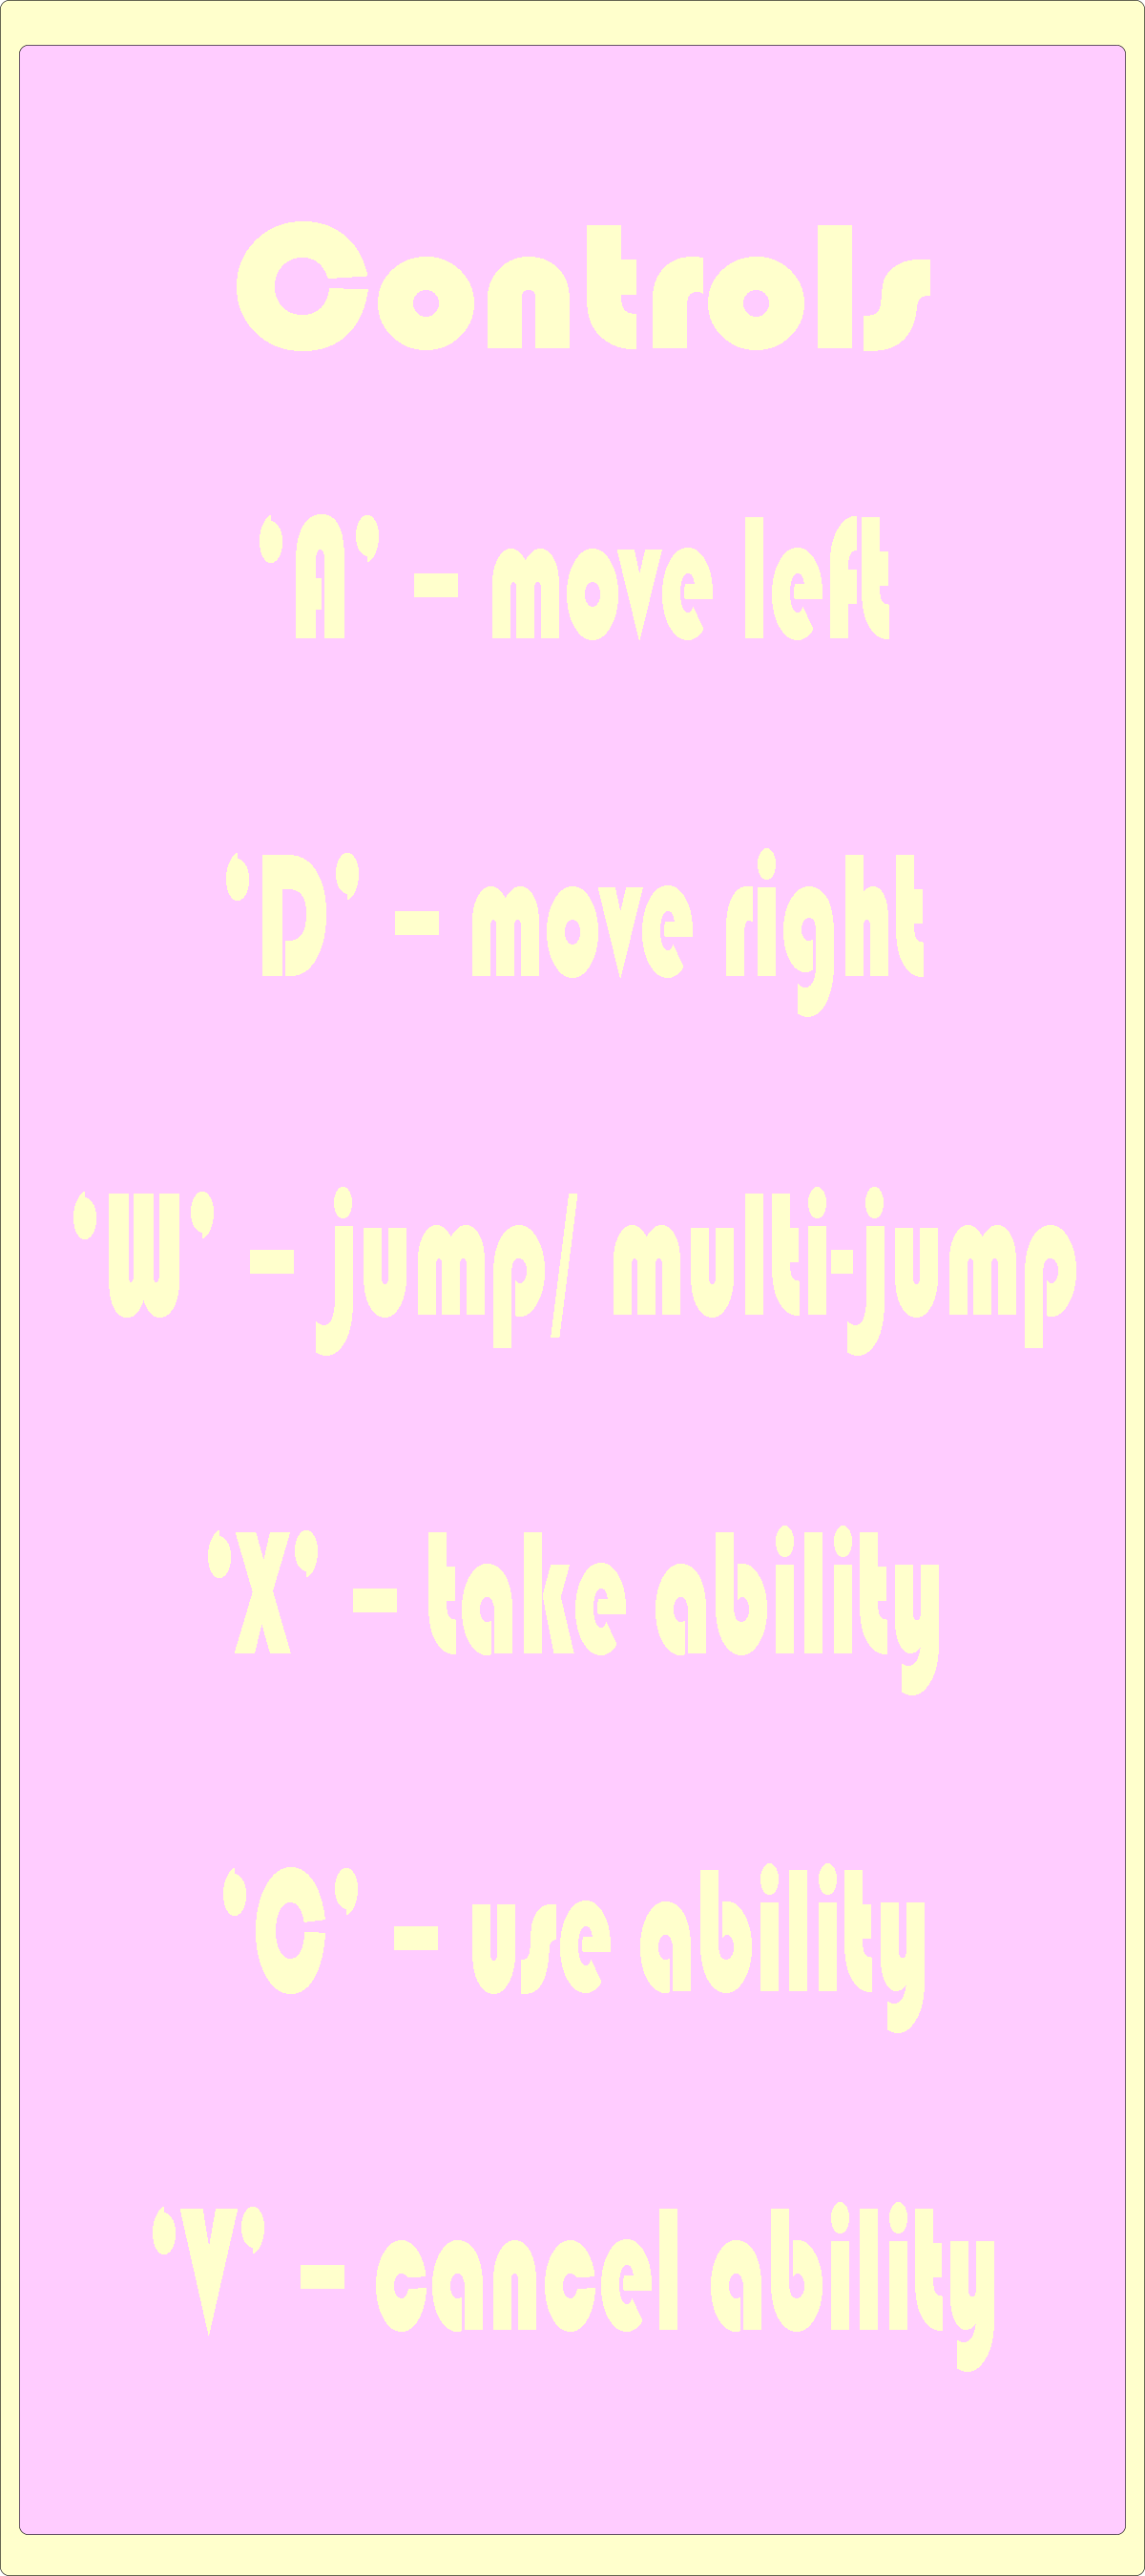 Controls
‘A’ - move left
‘D’ - move right
‘W’ - jump/ multi-jump
‘X’ - take ability
‘C’ - use ability
‘V’ - cancel ability